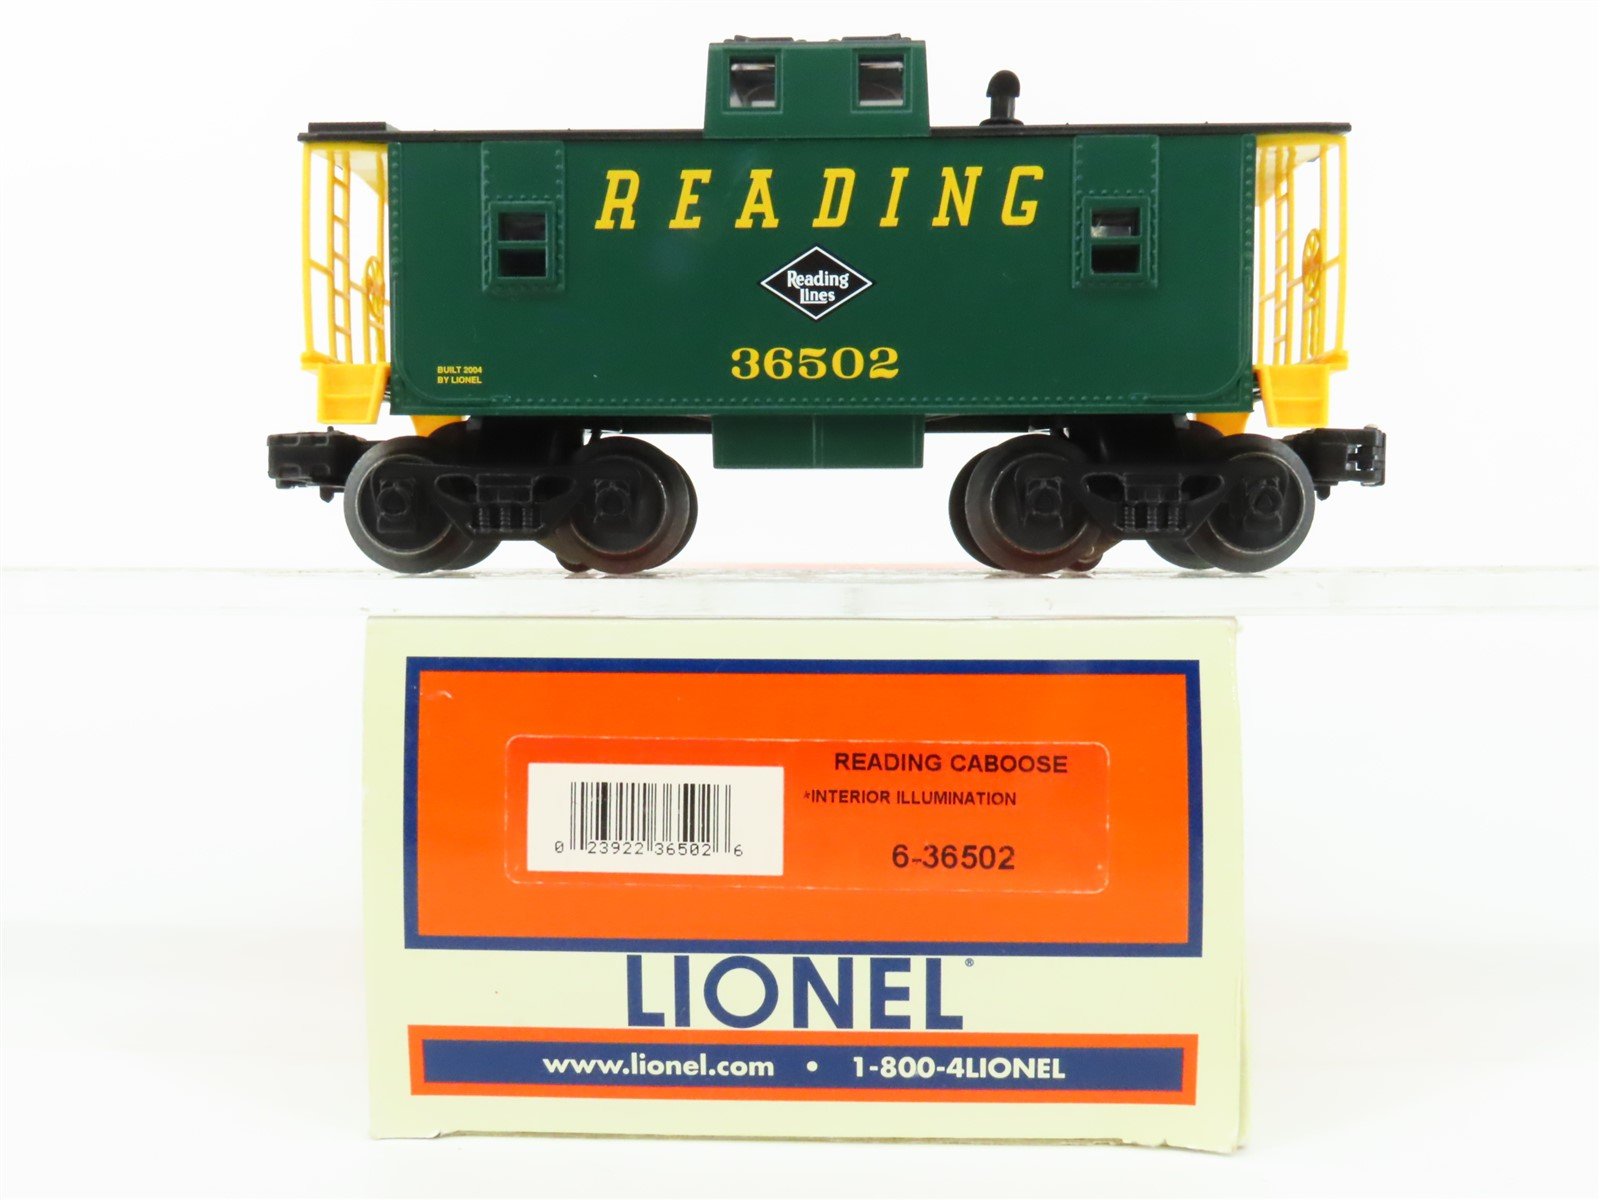 READING
Reading
Lines
36502
BUILT 2004
BY LIONEL
READING CABOOSE
*INTERIOR ILLUMINATION
0 23922 36502 6
6-36502
LIONEL®
www.lionel.com • 1-800-4LIONEL